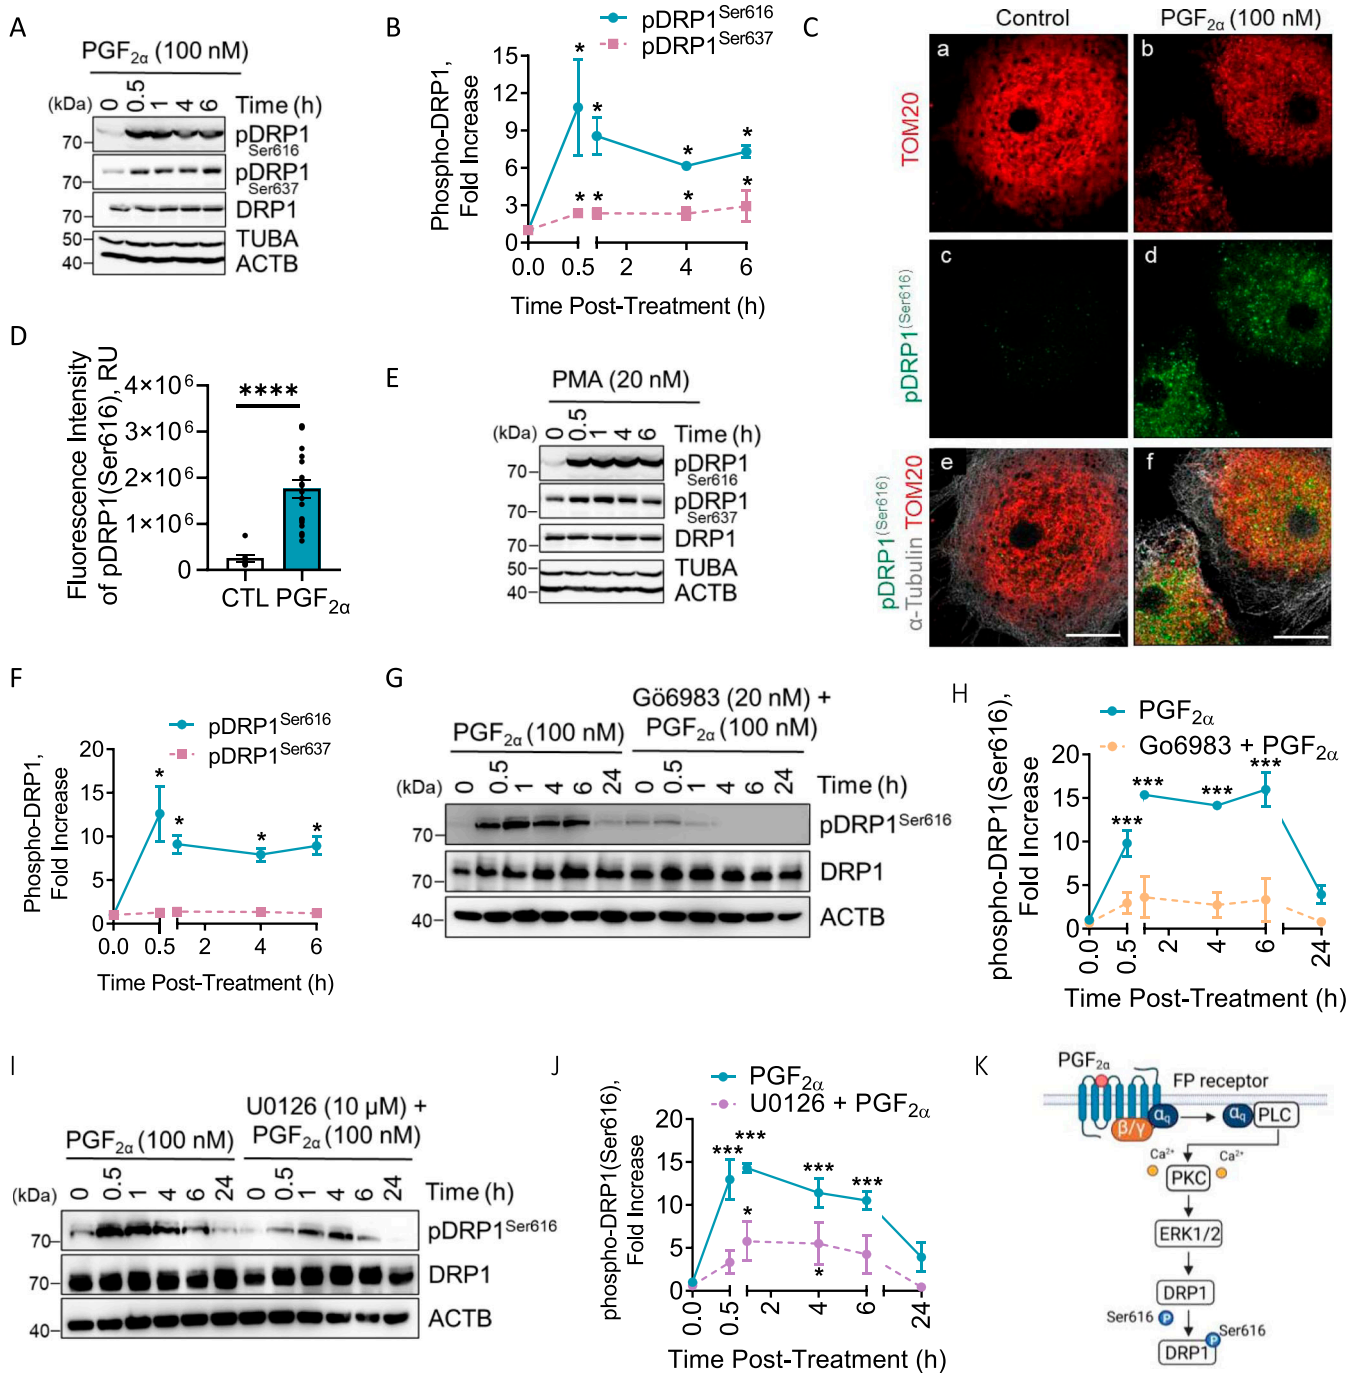 A
PGF2α (100 nM)
(kDa) 0 0.5 1 4 6 Time (h)
70 pDRP1 Ser616
70 pDRP1 Ser637
70 DRP1
50 TUBA
40 ACTB
B
pDRP1Ser616
pDRP1Ser637
Phospho-DRP1,
Fold Increase
15
12
9
6
3
0
* * * *
* * * *
0.0 0.5 2 4 6
Time Post-Treatment (h)
C
Control PGF2α (100 nM)
TOM20
a b
pDRP1(Ser616)
c d
pDRP1(Ser616) TOM20
α-Tubulin
e f
D
Fluorescence Intensity
of pDRP1(Ser616), RU
4×10⁶
3×10⁶
2×10⁶
1×10⁶
0
****
CTL PGF2α
E
PMA (20 nM)
(kDa) 0 0.5 1 4 6 Time (h)
70 pDRP1 Ser616
70 pDRP1 Ser637
70 DRP1
50 TUBA
40 ACTB
F
pDRP1Ser616
pDRP1Ser637
Phospho-DRP1,
Fold Increase
20
15
10
5
0
* * * *
0.0 0.5 2 4 6
Time Post-Treatment (h)
G
Gö6983 (20 nM) +
PGF2α (100 nM) PGF2α (100 nM)
(kDa) 0 0.5 1 4 6 24 0 0.5 1 4 6 24 Time (h)
70 pDRP1Ser616
70 DRP1
40 ACTB
H
PGF2α
Go6983 + PGF2α
phospho-DRP1(Ser616),
Fold Increase
20
15
10
5
0
*** *** *** ***
0.0 0.5 2 4 6 24
Time Post-Treatment (h)
I
U0126 (10 µM) +
PGF2α (100 nM) PGF2α (100 nM)
(kDa) 0 0.5 1 4 6 24 0 0.5 1 4 6 24 Time (h)
70 pDRP1Ser616
70 DRP1
40 ACTB
J
PGF2α
U0126 + PGF2α
phospho-DRP1(Ser616),
Fold Increase
20
15
10
5
0
*** *** *** ***
* *
0.0 0.5 2 4 6 24
Time Post-Treatment (h)
K
PGF2α
FP receptor
β/γ αq αq PLC
Ca²⁺ Ca²⁺
PKC
ERK1/2
DRP1
Ser616 P
P Ser616
DRP1